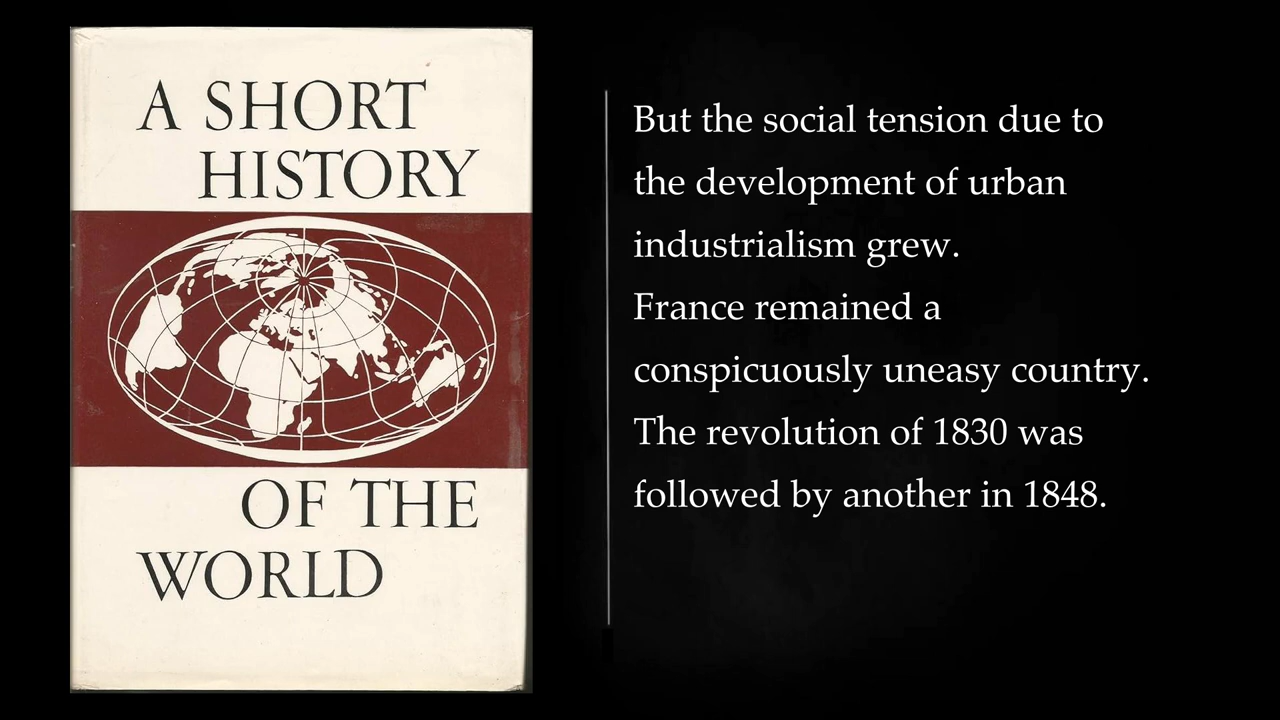 A SHORT
HISTORY
OF THE
WORLD
But the social tension due to
the development of urban
industrialism grew.
France remained a
conspicuously uneasy country.
The revolution of 1830 was
followed by another in 1848.